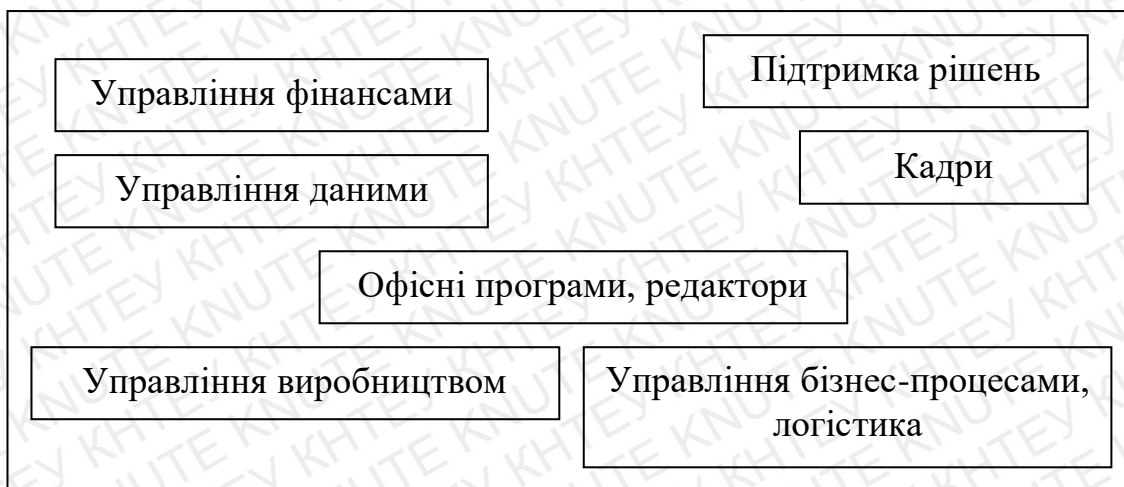 Підтримка рішень
Управління фінансами
Кадри
Управління даними
Офісні програми, редактори
Управління виробництвом
Управління бізнес-процесами,
логістика